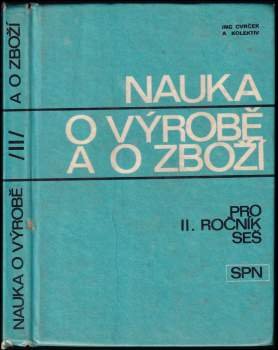 ING CVRČEK
A KOLEKTIV
NAUKA
O VÝROBĚ
A O ZBOŽÍ
PRO
II. ROČNÍK
SEŠ
SPN
NAUKA O VÝROBĚ /II/ A O ZBOŽÍ